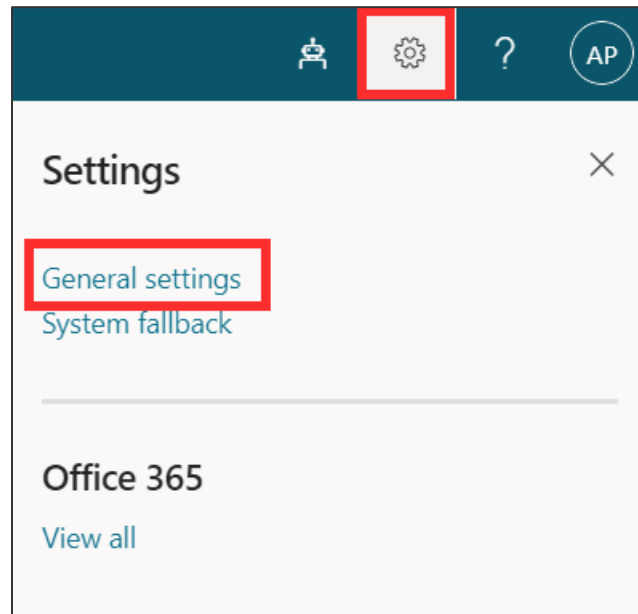 ? AP
Settings
General settings
System fallback
Office 365
View all